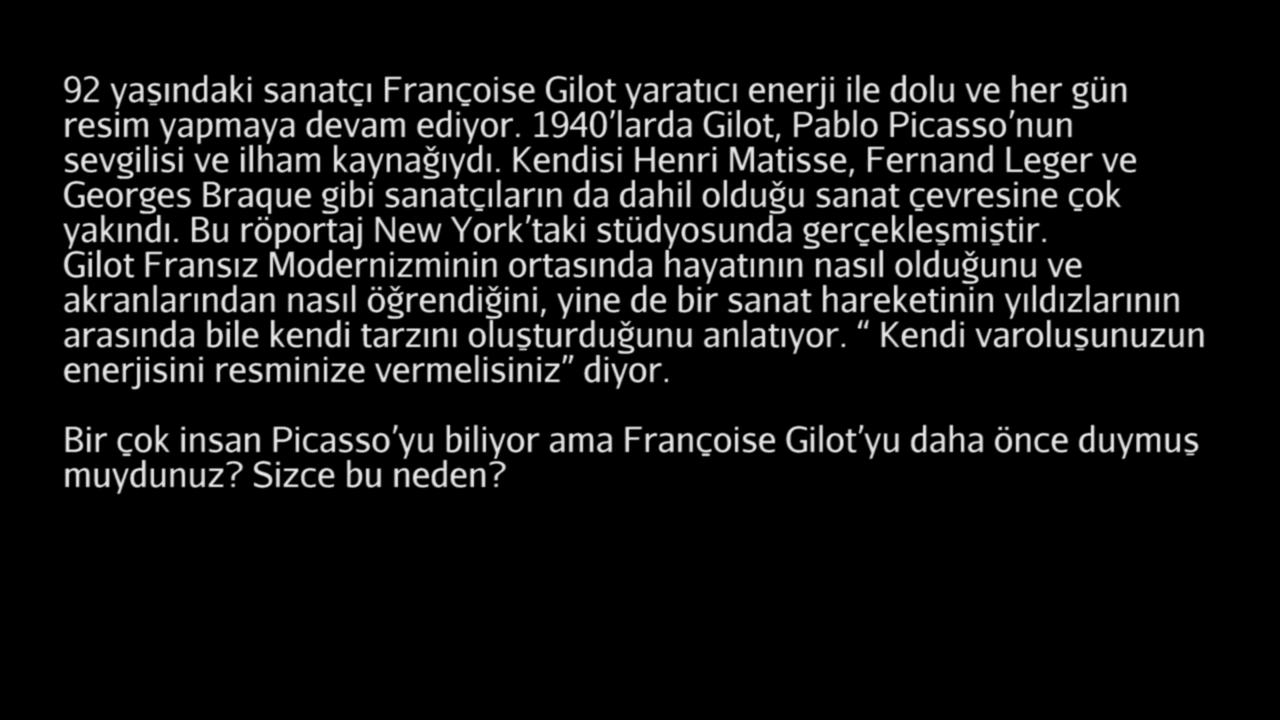 92 yaşındaki sanatçı Françoise Gilot yaratıcı enerji ile dolu ve her gün
resim yapmaya devam ediyor. 1940’larda Gilot, Pablo Picasso’nun
sevgilisi ve ilham kaynağıydı. Kendisi Henri Matisse, Fernand Leger ve
Georges Braque gibi sanatçıların da dahil olduğu sanat çevresine çok
yakındı. Bu röportaj New York’taki stüdyosunda gerçekleşmiştir.
Gilot Fransız Modernizminin ortasında hayatının nasıl olduğunu ve
akranlarından nasıl öğrendiğini, yine de bir sanat hareketinin yıldızlarının
arasında bile kendi tarzını oluşturduğunu anlatıyor. “ Kendi varoluşunuzun
enerjisini resminize vermelisiniz” diyor.
Bir çok insan Picasso’yu biliyor ama Françoise Gilot’yu daha önce duymuş
muydunuz? Sizce bu neden?